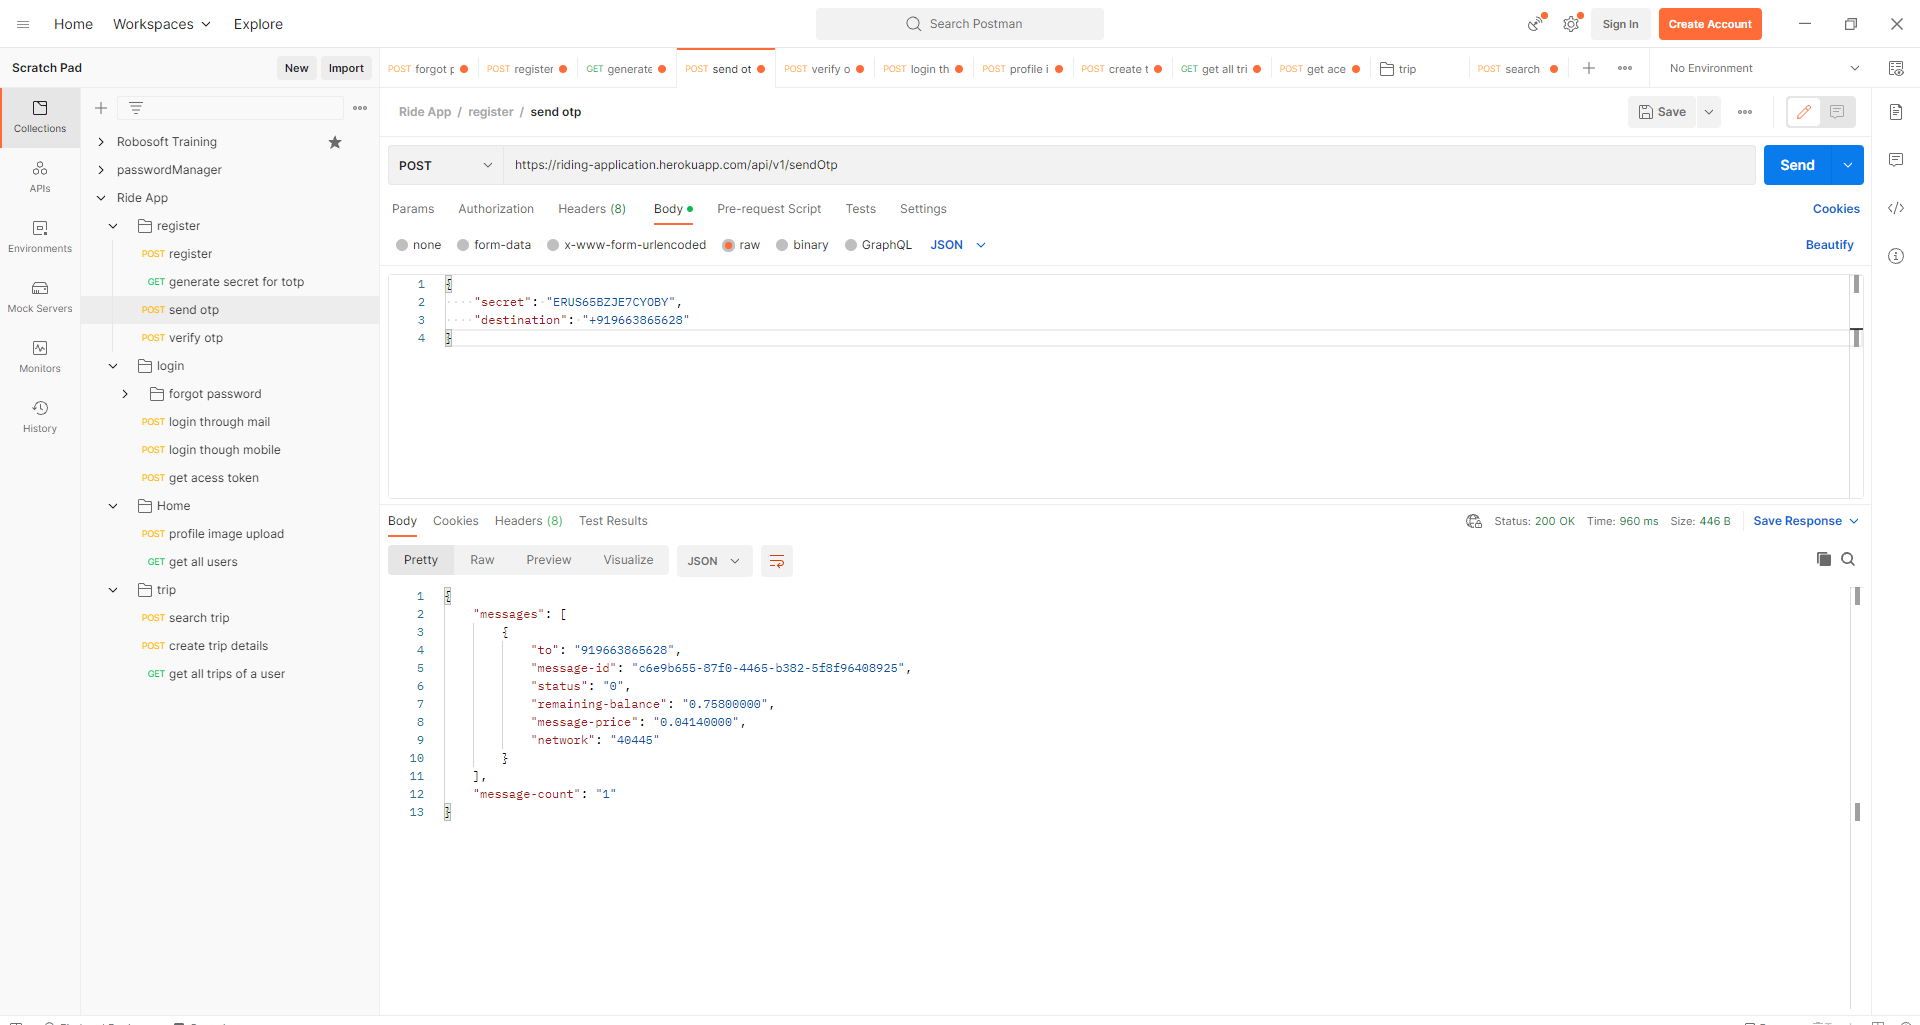 Home Workspaces Explore
Search Postman
Sign In Create Account
Scratch Pad New Import
POST forgot p POST register GET generate POST send ot POST verify o POST login th POST profile i POST create t GET get all tri POST get ace trip POST search No Environment
Collections
APIs
Environments
Mock Servers
Monitors
History
Robosoft Training
passwordManager
Ride App
register
POST register
GET generate secret for totp
POST send otp
POST verify otp
login
forgot password
POST login through mail
POST login though mobile
POST get acess token
Home
POST profile image upload
GET get all users
trip
POST search trip
POST create trip details
GET get all trips of a user
Ride App / register / send otp
Save
POST https://riding-application.herokuapp.com/api/v1/sendOtp Send
Params Authorization Headers (8) Body Pre-request Script Tests Settings Cookies
none form-data x-www-form-urlencoded raw binary GraphQL JSON Beautify
1 {
2 "secret": "ERUS65BZJE7CYOBY",
3 "destination": "+919663865628"
4 }
Body Cookies Headers (8) Test Results Status: 200 OK Time: 960 ms Size: 446 B Save Response
Pretty Raw Preview Visualize JSON
1 {
2 "messages": [
3 {
4 "to": "919663865628",
5 "message-id": "c6e9b655-87f0-4465-b382-5f8f96408925",
6 "status": "0",
7 "remaining-balance": "0.75800000",
8 "message-price": "0.04140000",
9 "network": "40445"
10 }
11 ],
12 "message-count": "1"
13 }